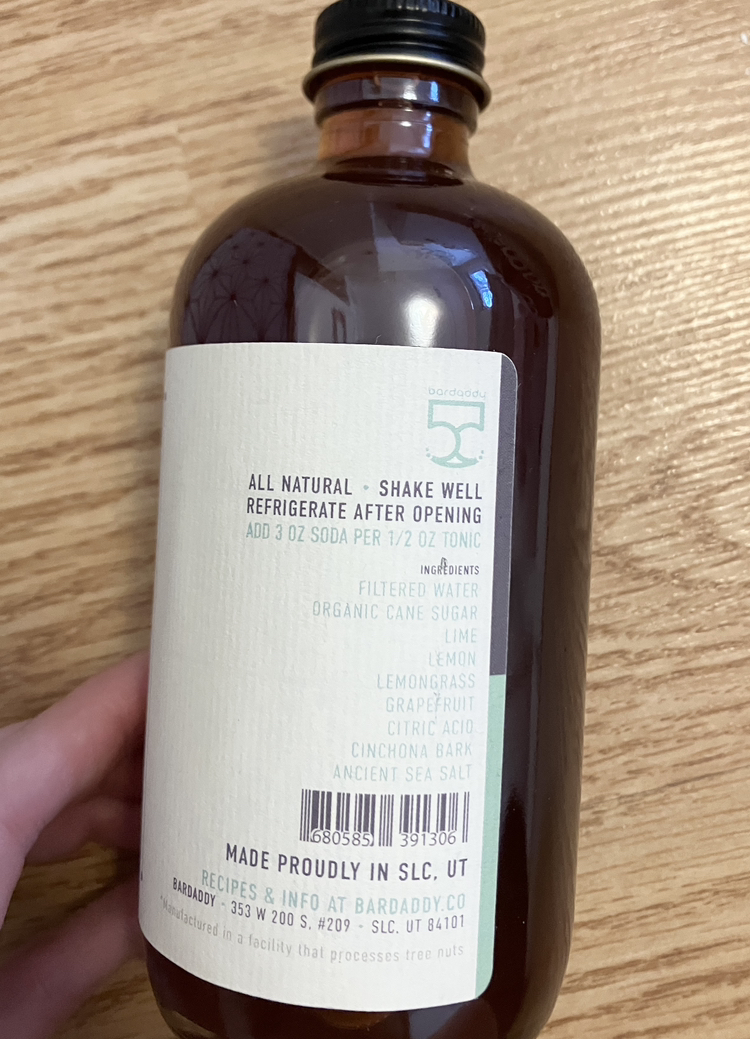 bardaddy
ALL NATURAL • SHAKE WELL
REFRIGERATE AFTER OPENING
ADD 3 OZ SODA PER 1/2 OZ TONIC
INGREDIENTS
FILTERED WATER
ORGANIC CANE SUGAR
LIME
LEMON
LEMONGRASS
GRAPEFRUIT
CITRIC ACID
CINCHONA BARK
ANCIENT SEA SALT
680585 391306
MADE PROUDLY IN SLC, UT
RECIPES & INFO AT BARDADDY.CO
BARDADDY - 353 W 200 S, #209 - SLC, UT 84101
*Manufactured in a facility that processes tree nuts